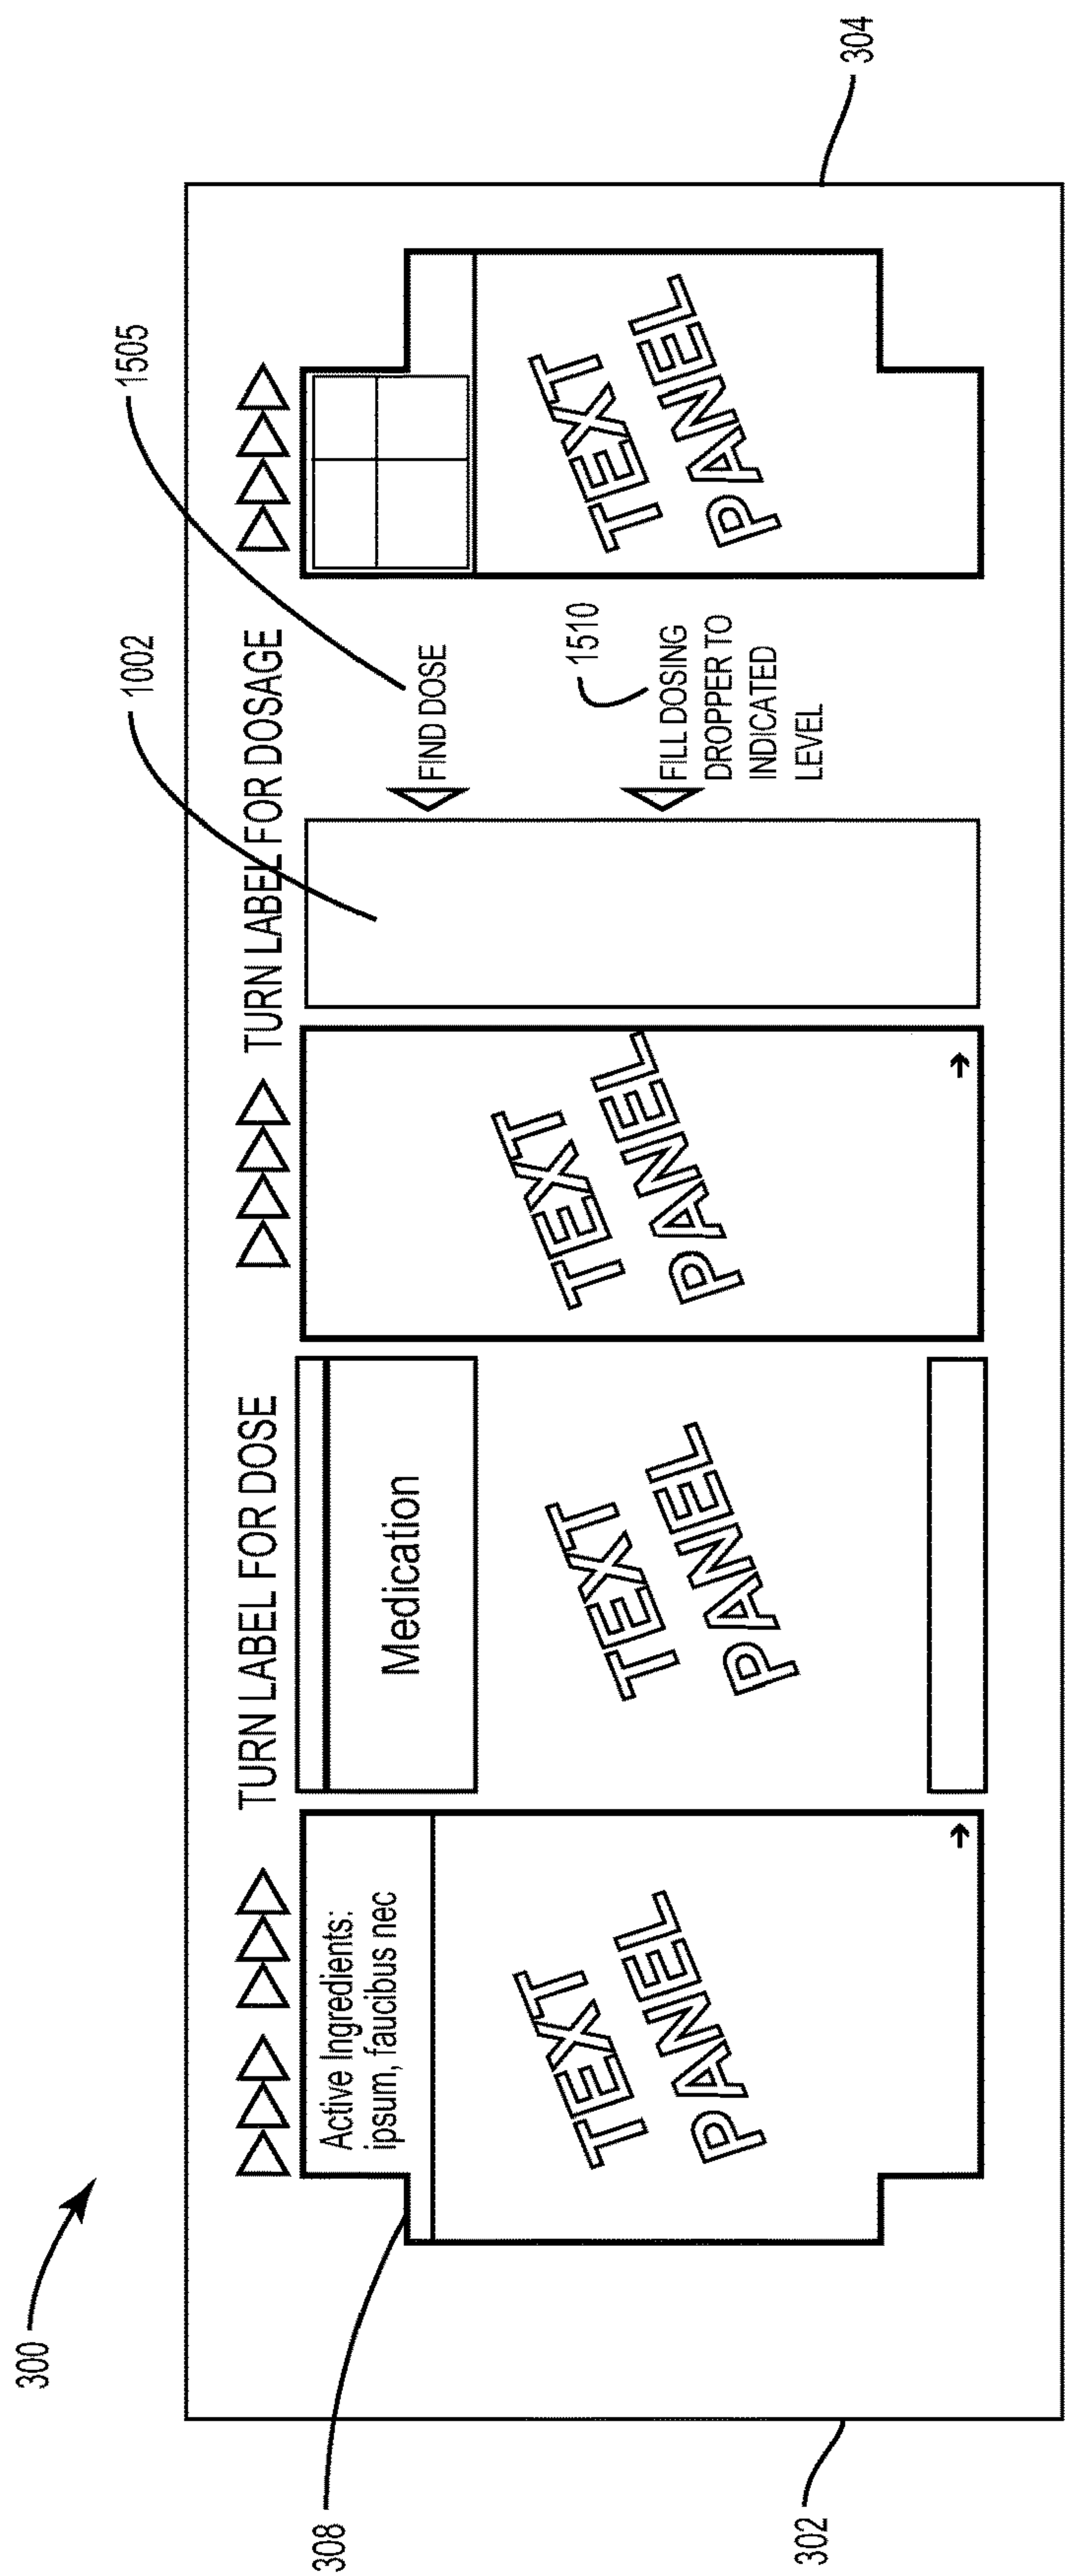 300
308
302
304
1505
1002
1510
TURN LABEL FOR DOSE
TURN LABEL FOR DOSAGE
Active Ingredients:
ipsum, faucibus nec
TEXT
PANEL
Medication
TEXT
PANEL
TEXT
PANEL
FIND DOSE
FILL DOSING
DROPPER TO
INDICATED
LEVEL
TEXT
PANEL